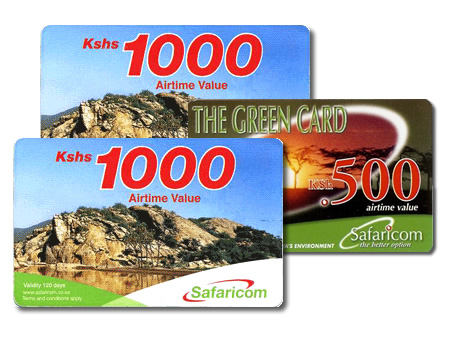 Kshs 1000
Airtime Value
THE GREEN CARD
KSh.500
airtime value
Safaricom
the better option
'S ENVIRONMENT
Kshs 1000
Airtime Value
Validity 120 days
www.safaricom.co.ke
Terms and conditions apply
Safaricom